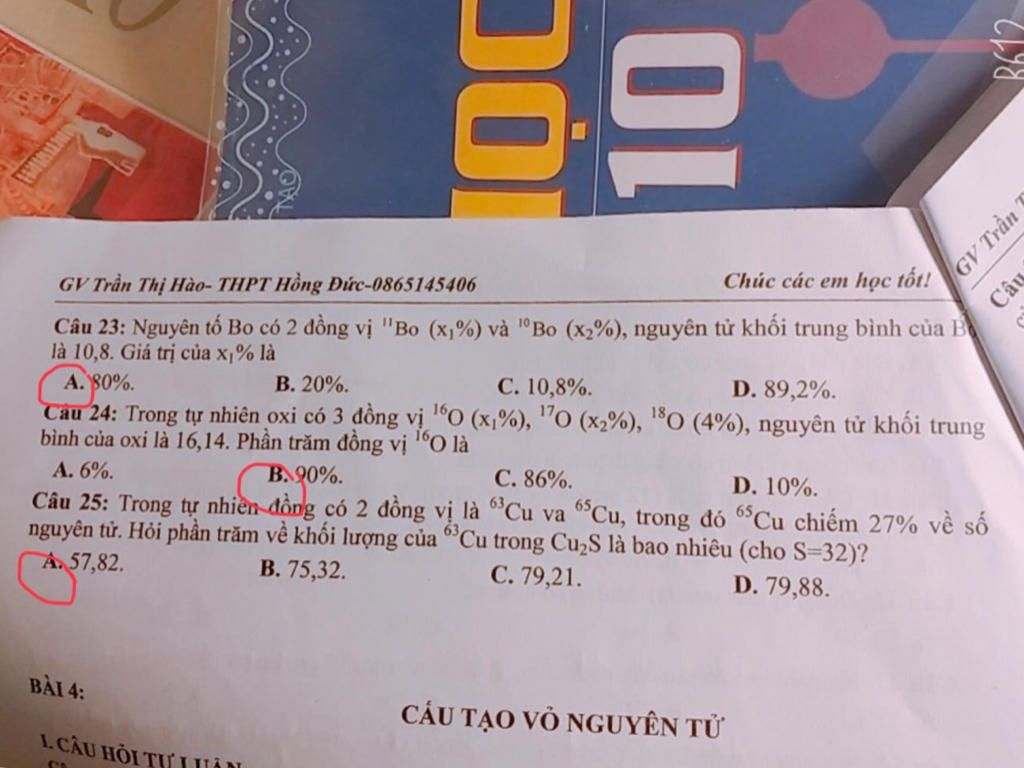 ỌC
10
TẠO
B612
GV Trần Thị Hào- THPT Hồng Đức-0865145406 Chúc các em học tốt!
Câu 23: Nguyên tố Bo có 2 đồng vị ¹¹Bo (x₁%) và ¹⁰Bo (x₂%), nguyên tử khối trung bình của Bo
là 10,8. Giá trị của x₁% là
A. 80%. B. 20%. C. 10,8%. D. 89,2%.
Câu 24: Trong tự nhiên oxi có 3 đồng vị ¹⁶O (x₁%), ¹⁷O (x₂%), ¹⁸O (4%), nguyên tử khối trung
bình của oxi là 16,14. Phần trăm đồng vị ¹⁶O là
A. 6%. B. 90%. C. 86%. D. 10%.
Câu 25: Trong tự nhiên đồng có 2 đồng vị là ⁶³Cu va ⁶⁵Cu, trong đó ⁶⁵Cu chiếm 27% về số
nguyên tử. Hỏi phần trăm về khối lượng của ⁶³Cu trong Cu₂S là bao nhiêu (cho S=32)?
A. 57,82. B. 75,32. C. 79,21. D. 79,88.
BÀI 4:
CẤU TẠO VỎ NGUYÊN TỬ
I. CÂU HỎI TỰ LUẬN
GV Trần
Câu